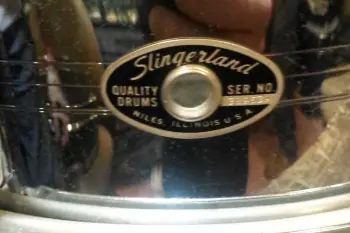 Slingerland
QUALITY SER. NO.
DRUMS
NILES, ILLINOIS U S A